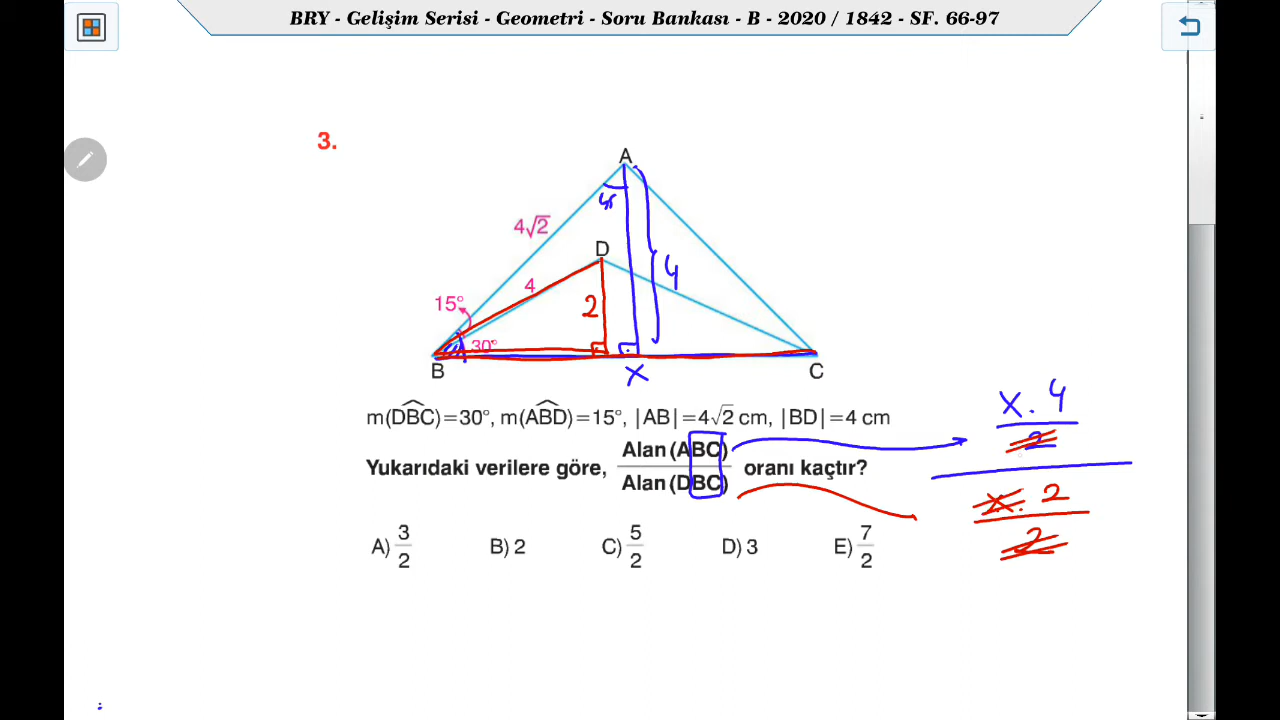 BRY - Gelişim Serisi - Geometri - Soru Bankası - B - 2020 / 1842 - SF. 66-97
3.
A
45
4√2
D
4
4
15°
2
30°
B
x
C
m(DBC)=30°, m(ABD)=15°, |AB|=4√2 cm, |BD|=4 cm
Yukarıdaki verilere göre, Alan (ABC) / Alan (DBC) oranı kaçtır?
A) 3/2 B) 2 C) 5/2 D) 3 E) 7/2
x . 4
2
x . 2
2